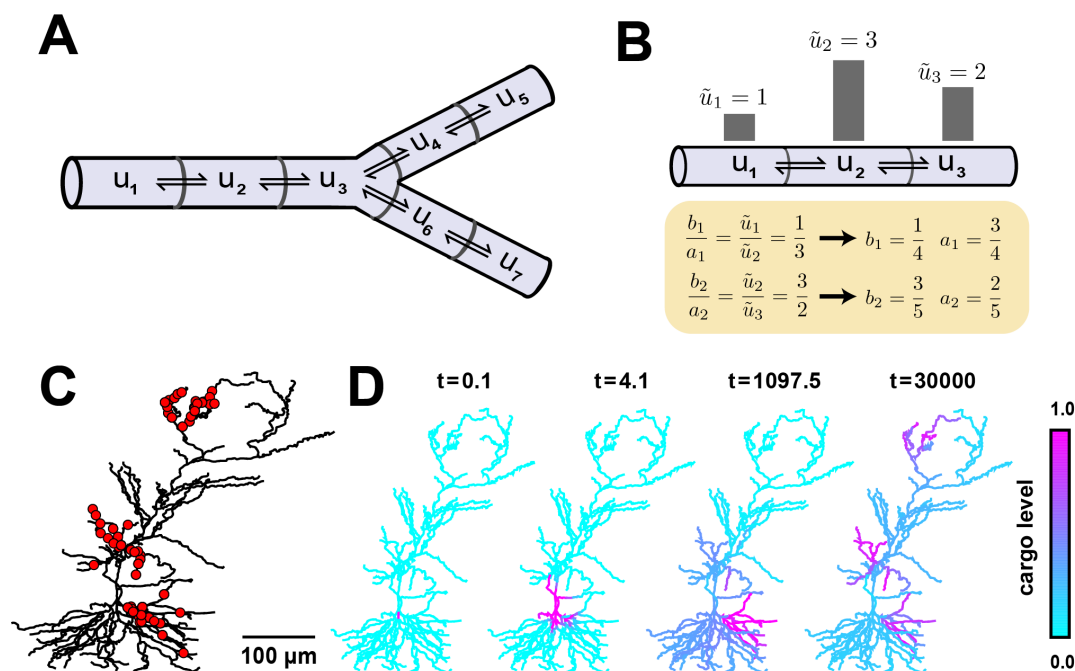 A
u₁ ⇌ u₂ ⇌ u₃ ⇌ u₄ ⇌ u₅
u₆ ⇌ u₇
B
ũ₁ = 1
ũ₂ = 3
ũ₃ = 2
u₁ ⇌ u₂ ⇌ u₃
b₁/a₁ = ũ₁/ũ₂ = 1/3 → b₁ = 1/4 a₁ = 3/4
b₂/a₂ = ũ₂/ũ₃ = 3/2 → b₂ = 3/5 a₂ = 2/5
C
100 µm
D
t=0.1 t=4.1 t=1097.5 t=30000
1.0
cargo level
0.0